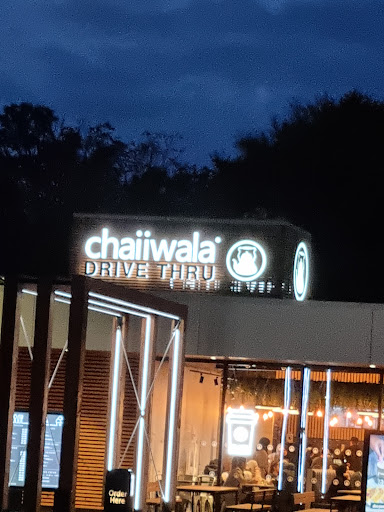 chaiiwala®
DRIVE THRU
Order
Here